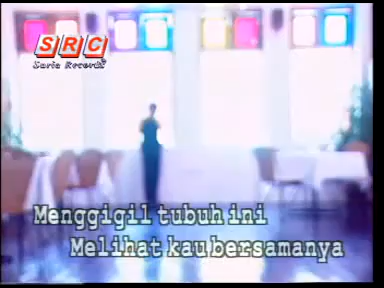 SRC
Suria Records
Menggigil tubuh ini
Melihat kau bersamanya